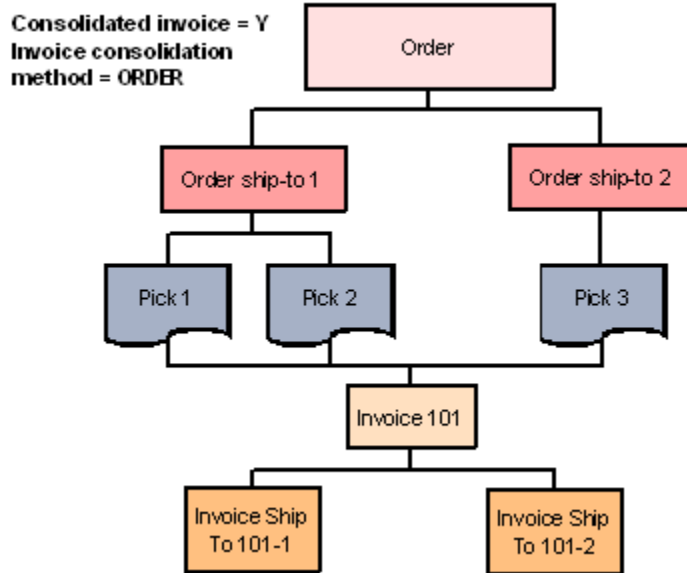 Consolidated invoice = Y
Invoice consolidation
method = ORDER
Order
Order ship-to 1
Order ship-to 2
Pick 1
Pick 2
Pick 3
Invoice 101
Invoice Ship
To 101-1
Invoice Ship
To 101-2